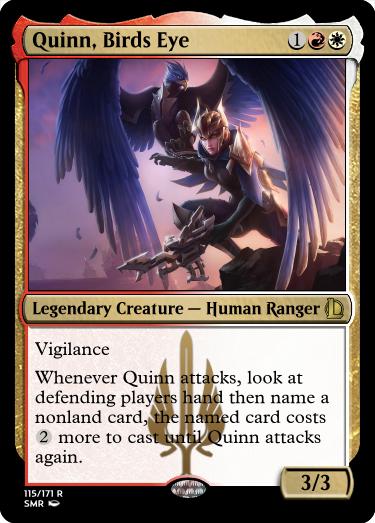 Quinn, Birds Eye 1
Legendary Creature — Human Ranger
Vigilance
Whenever Quinn attacks, look at
defending players hand then name a
nonland card, the named card costs
2 more to cast until Quinn attacks
again.
3/3
115/171 R
SMR